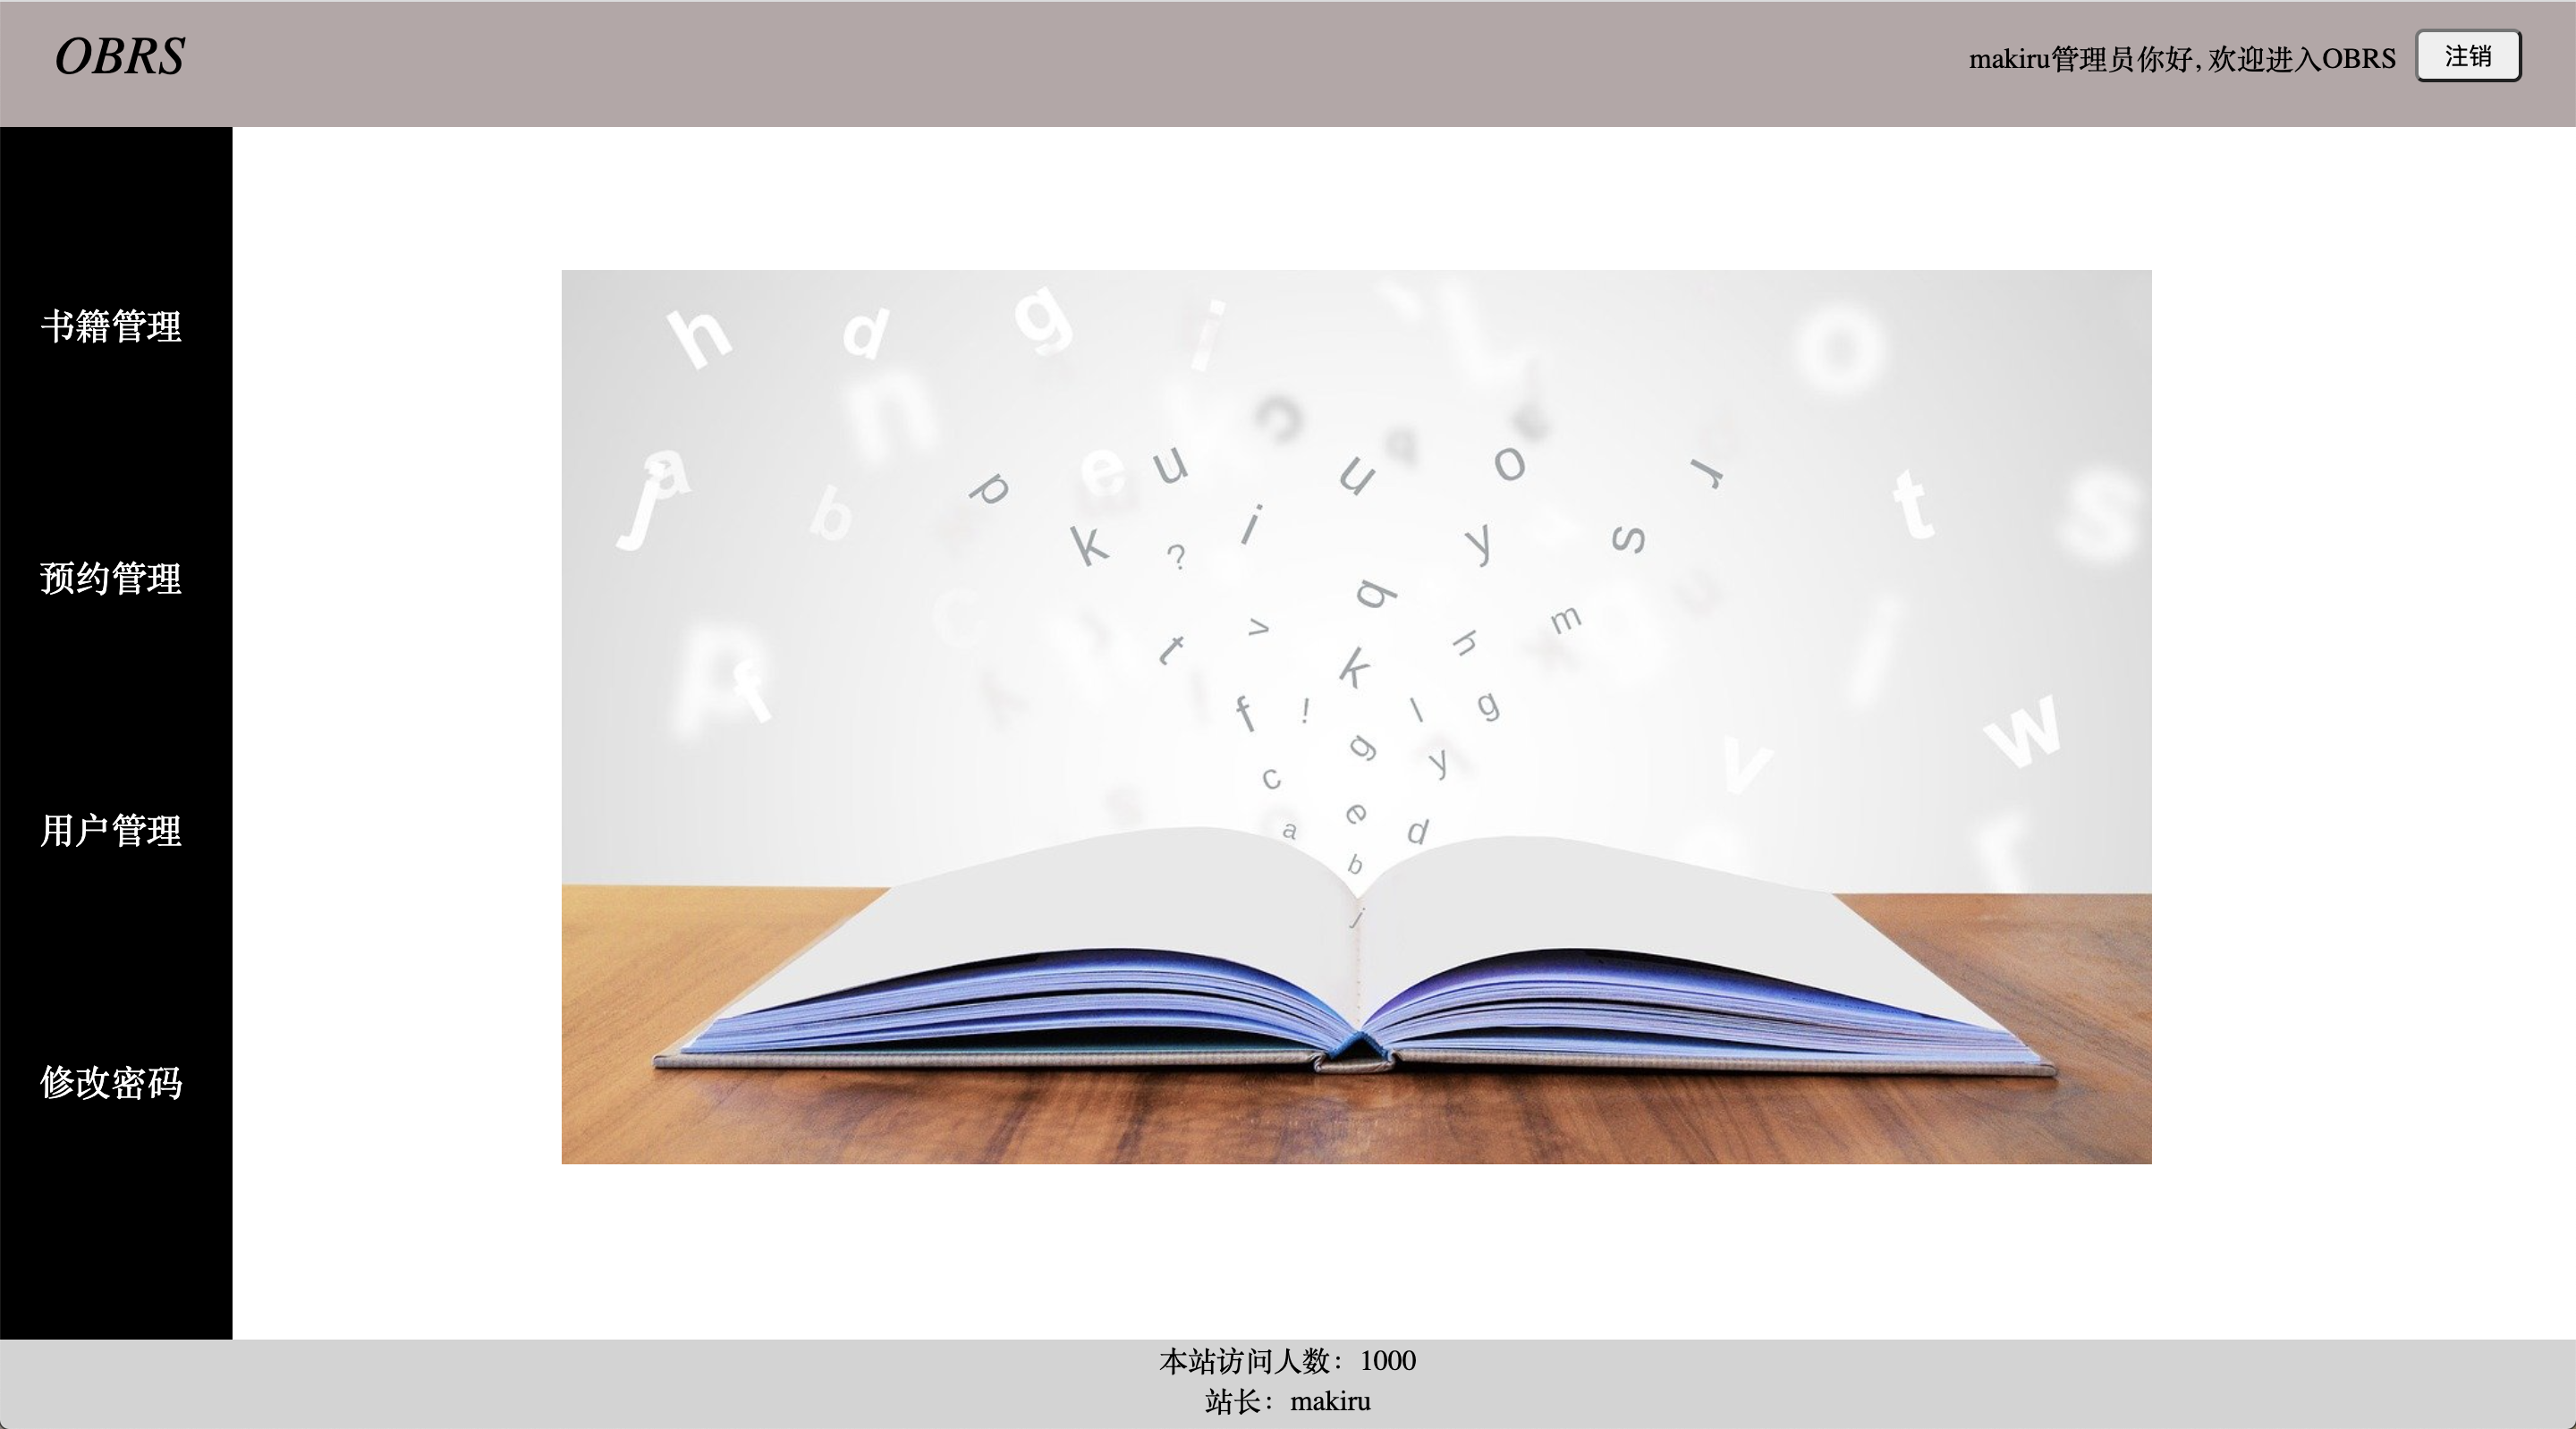 OBRS
makiru管理员你好, 欢迎进入OBRS
注销
书籍管理
预约管理
用户管理
修改密码
h d g i
n o
a j b p e u c u o r t s
k ? i y s
q
t v k h m
p f f ! l g
g y w
c v
e
a d
b
j
本站访问人数：1000
站长：makiru